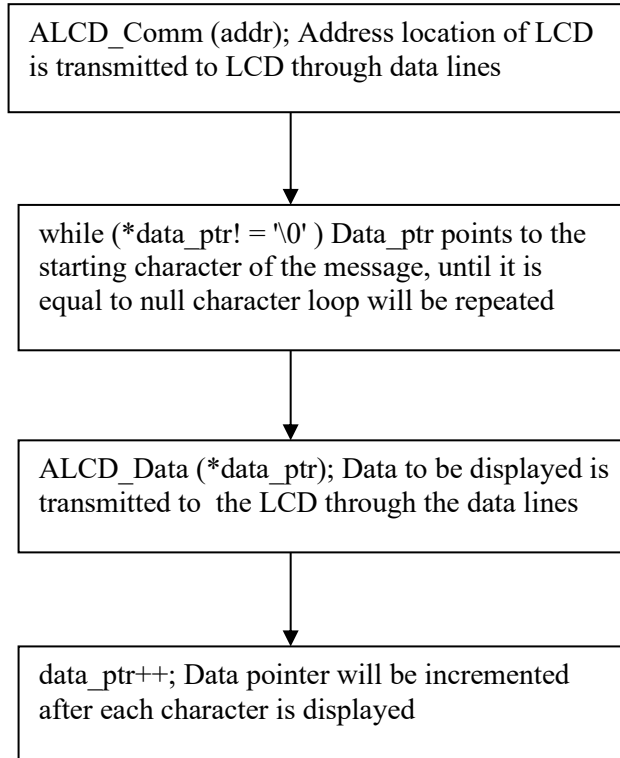 ALCD_Comm (addr); Address location of LCD
is transmitted to LCD through data lines
while (*data_ptr! = '\0' ) Data_ptr points to the
starting character of the message, until it is
equal to null character loop will be repeated
ALCD_Data (*data_ptr); Data to be displayed is
transmitted to  the LCD through the data lines
data_ptr++; Data pointer will be incremented
after each character is displayed